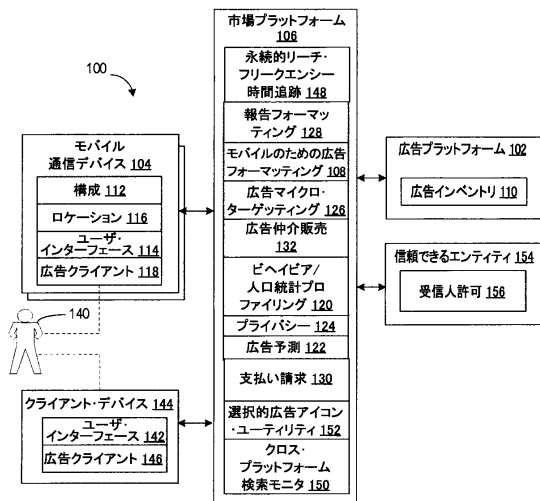 100
モバイル
通信デバイス 104
構成 112
ロケーション 116
ユーザ・
インターフェース 114
広告クライアント 118
140
クライアント・デバイス 144
ユーザ・
インターフェース 142
広告クライアント 146
市場プラットフォーム
106
永続的リーチ・
フリークエンシー
時間追跡 148
報告フォーマッ
ティング 128
モバイルのための広告
フォーマッティング 108
広告マイクロ・
ターゲッティング 126
広告仲介販売
132
ビヘイビア/
人口統計プロ
ファイリング 120
プライバシー 124
広告予測 122
支払い請求 130
選択的広告アイコン
・ユーティリティ 152
クロス・
プラットフォーム
検索モニタ 150
広告プラットフォーム 102
広告インベントリ 110
信頼できるエンティティ 154
受信人許可 156